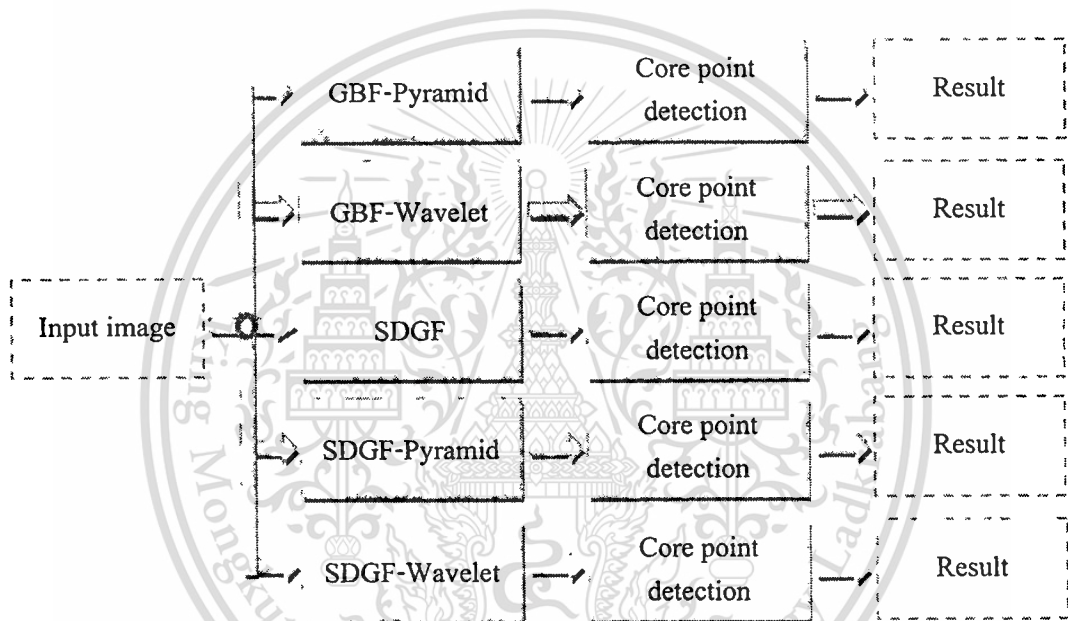 GBF-Pyramid
Core point
detection
Result
GBF-Wavelet
Core point
detection
Result
Input image
SDGF
Core point
detection
Result
SDGF-Pyramid
Core point
detection
Result
SDGF-Wavelet
Core point
detection
Result